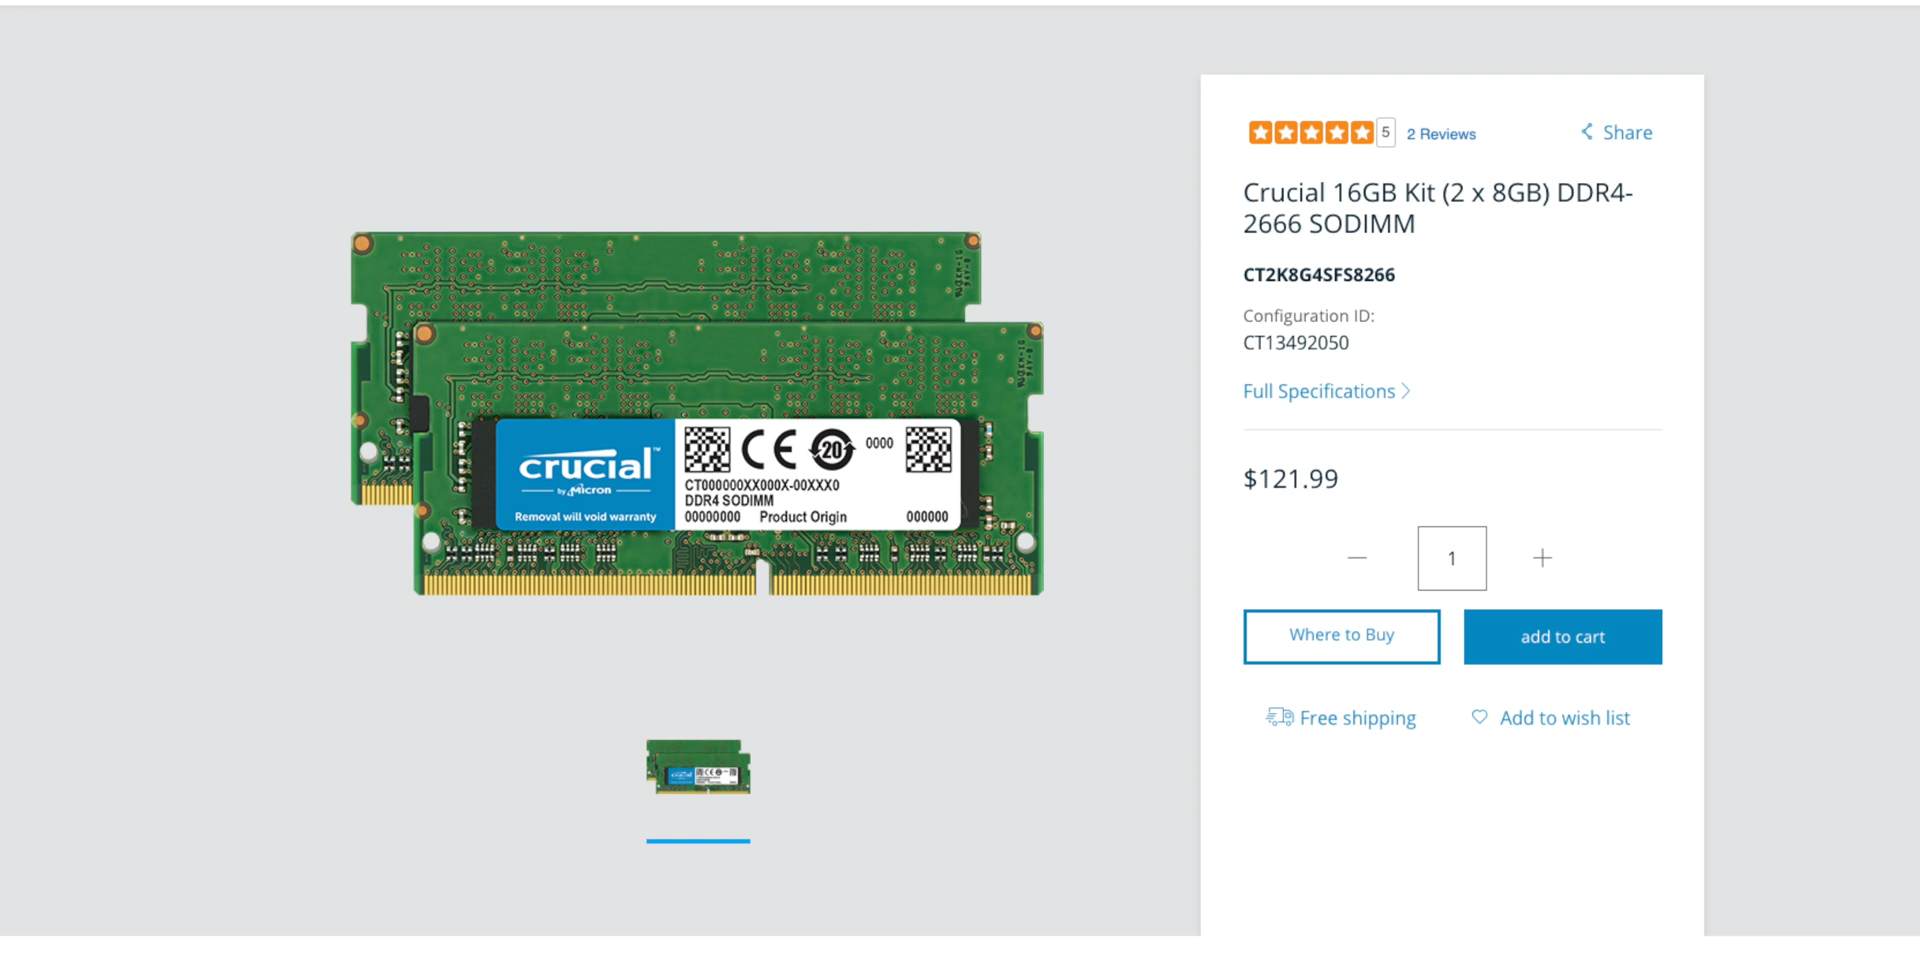 crucial™
by Micron
Removal will void warranty
CE
20
0000
CT000000XX000X-00XXX0
DDR4 SODIMM
00000000 Product Origin 000000
5 2 Reviews
Share
Crucial 16GB Kit (2 x 8GB) DDR4-
2666 SODIMM
CT2K8G4SFS8266
Configuration ID:
CT13492050
Full Specifications
$121.99
1
Where to Buy
add to cart
Free shipping
Add to wish list